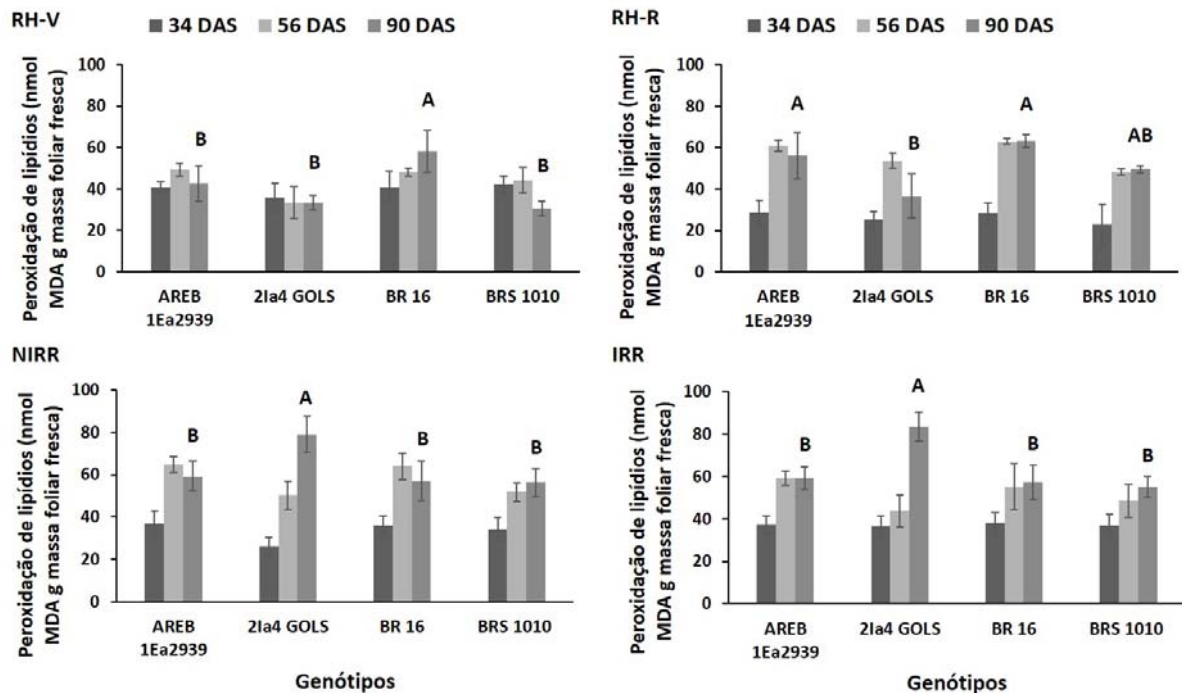 RH-V
34 DAS 56 DAS 90 DAS
Peroxidação de lipídios (nmol
MDA g massa foliar fresca)
100
80
60
40
20
0
B
B
A
B
AREB
1Ea2939
2Ia4 GOLS
BR 16
BRS 1010
RH-R
34 DAS 56 DAS 90 DAS
Peroxidação de lipídios (nmol
MDA g massa foliar fresca)
100
80
60
40
20
0
A
B
A
AB
AREB
1Ea2939
2Ia4 GOLS
BR 16
BRS 1010
NIRR
Peroxidação de lipídios (nmol
MDA g massa foliar fresca)
100
80
60
40
20
0
B
A
B
B
AREB
1Ea2939
2Ia4 GOLS
BR 16
BRS 1010
Genótipos
IRR
Peroxidação de lipídios (nmol
MDA g massa foliar fresca)
100
80
60
40
20
0
B
A
B
B
AREB
1Ea2939
2Ia4 GOLS
BR 16
BRS 1010
Genótipos